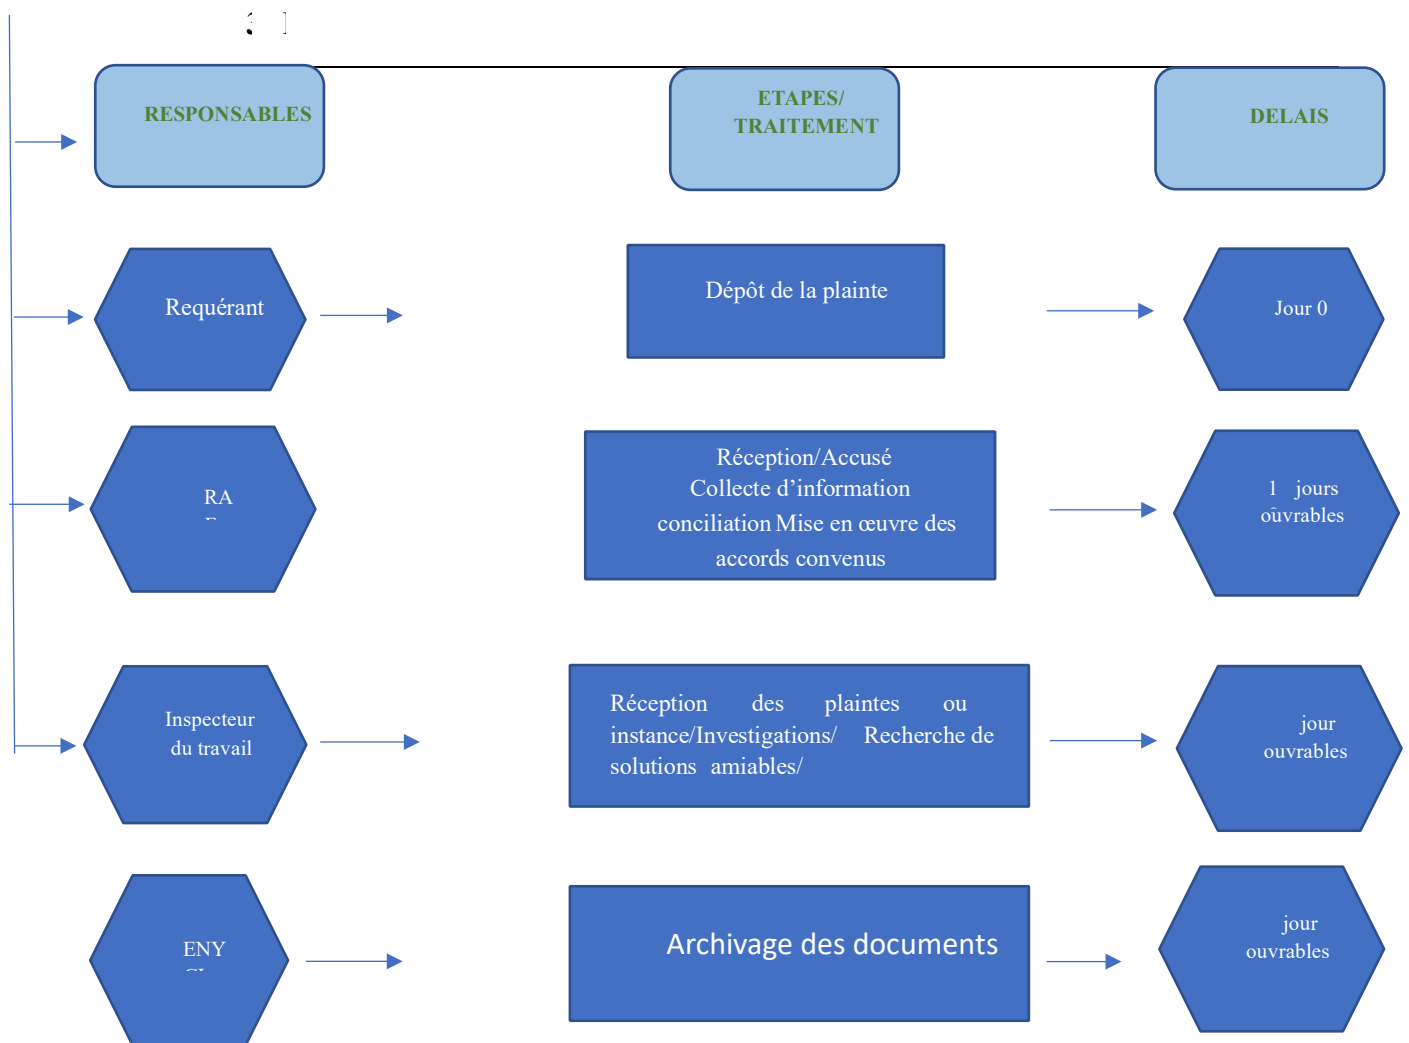 RESPONSABLES
ETAPES/
TRAITEMENT
DELAIS
Requérant
Dépôt de la plainte
Jour 0
RA
Réception/Accusé
Collecte d’information
conciliation Mise en œuvre des
accords convenus
1 jours
ouvrables
Inspecteur
du travail
Réception des plaintes ou
instance/Investigations/ Recherche de
solutions amiables/
jour
ouvrables
ENY
Archivage des documents
jour
ouvrables